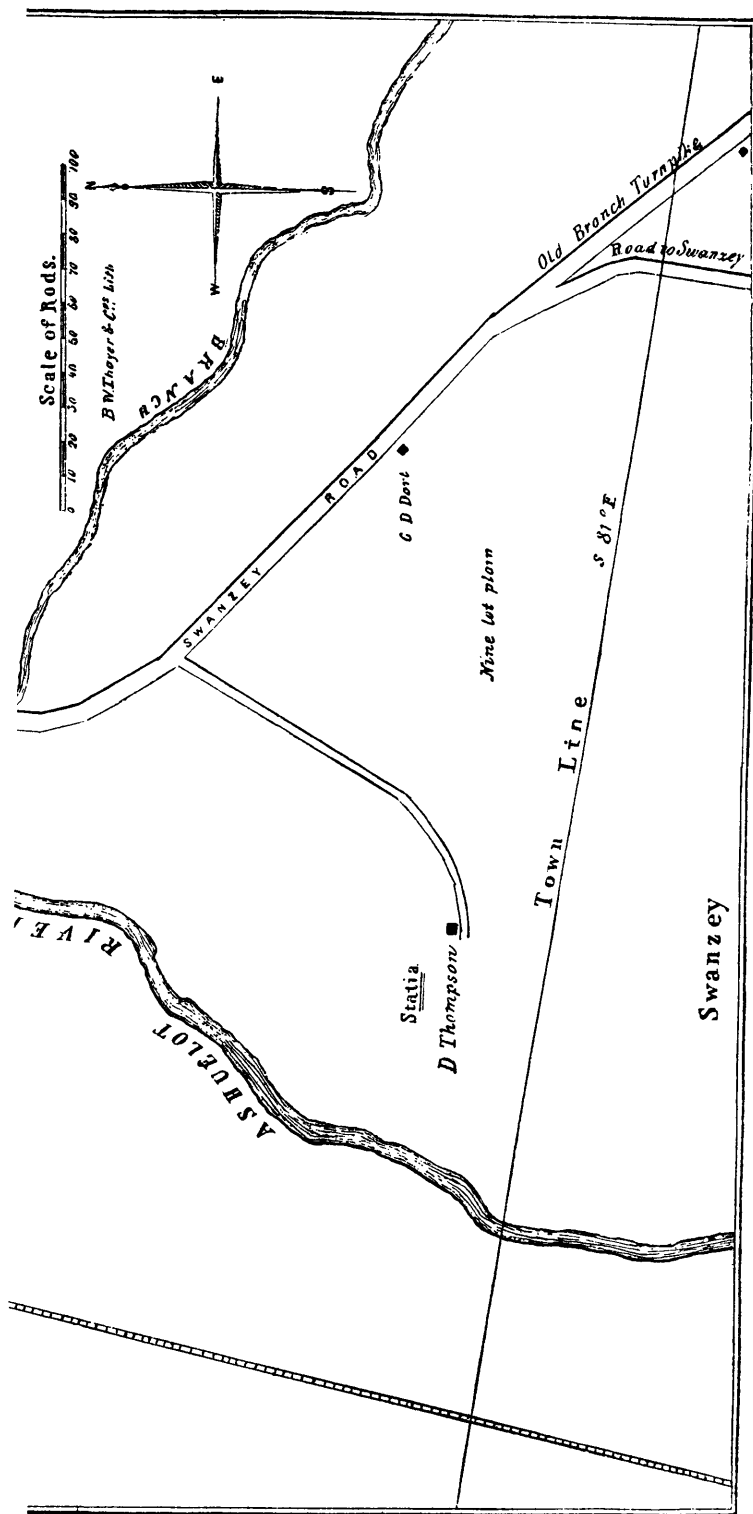 Scale of Rods.
0 10 20 30 40 50 60 70 80 90 100
B W Thayer & Cos. Lith
N
E
S
W
BRANCH
SWANZEY ROAD
Old Branch Turnpike
Road to Swanzey
C D Dort
Nine lot plain
Town Line S 81° E
Statia
D Thompson
ASHUELOT RIVER
Swanzey